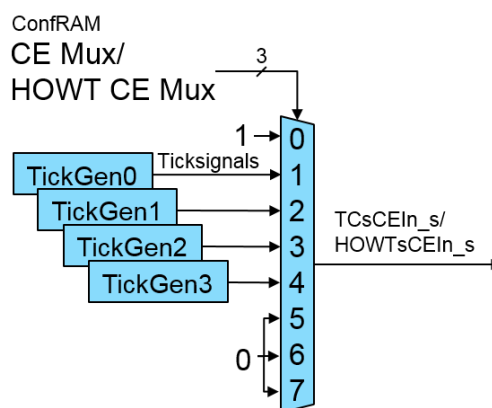 ConfRAM
CE Mux/
HOWT CE Mux
3
1
0
Ticksignals
TickGen0
1
TickGen1
2
TickGen2
3
TickGen3
4
TCsCEIn_s/
HOWTsCEIn_s
5
0
6
7